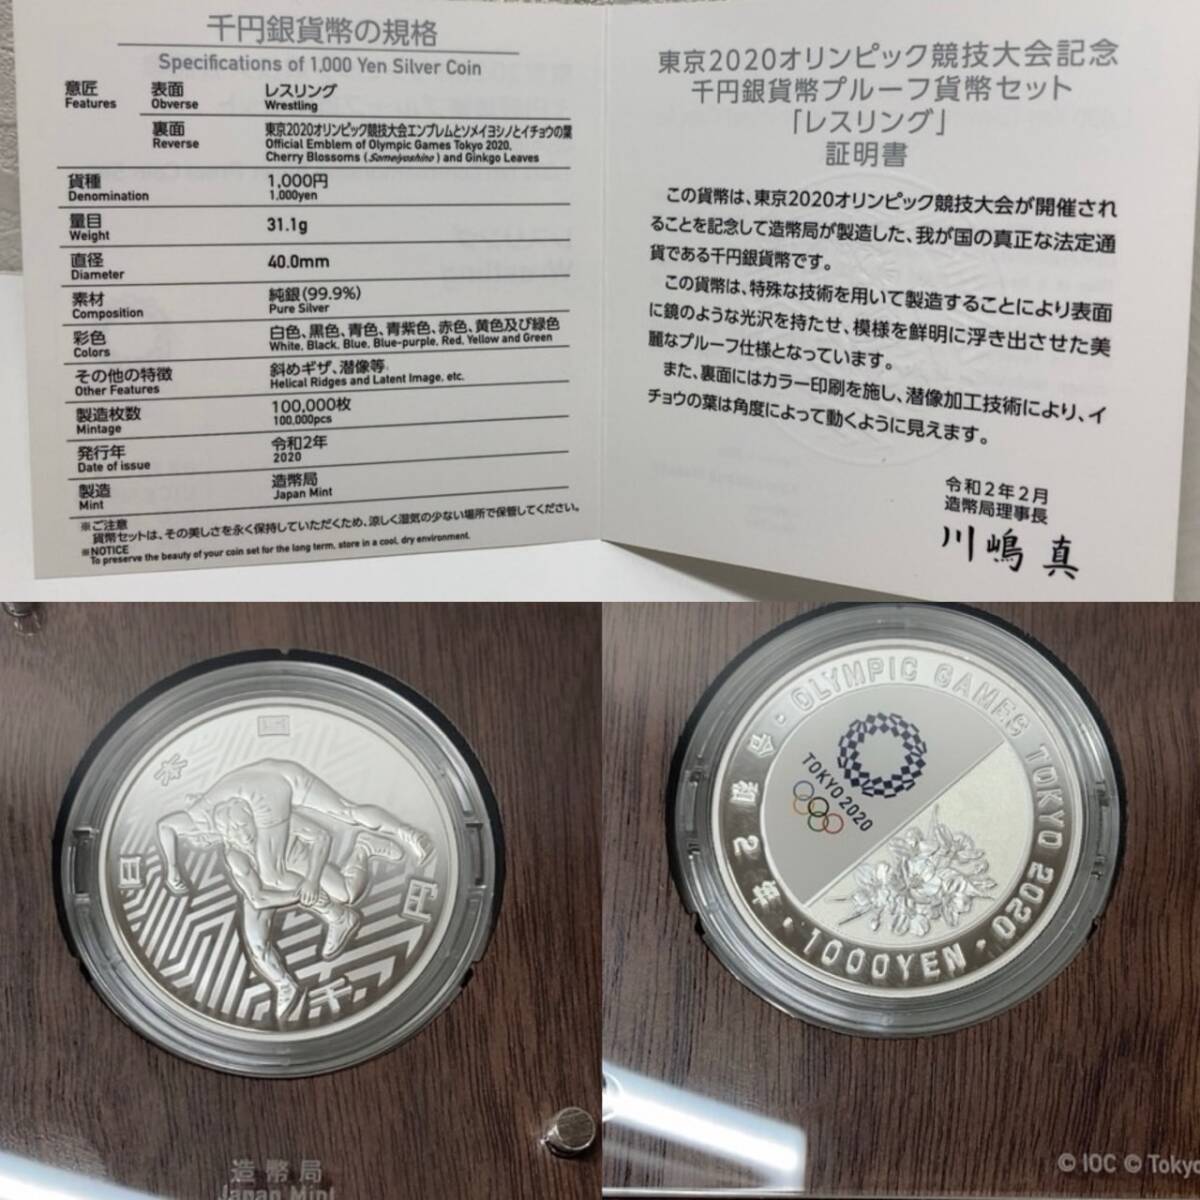 千円銀貨幣の規格
Specifications of 1,000 Yen Silver Coin
意匠 表面 レスリング
Features Obverse Wrestling
裏面 東京2020オリンピック競技大会エンブレムとソメイヨシノとイチョウの葉
Reverse Official Emblem of Olympic Games Tokyo 2020,
Cherry Blossoms (Someiyoshino) and Ginkgo Leaves
貨種 1,000円
Denomination 1,000yen
量目 31.1g
Weight
直径 40.0mm
Diameter
素材 純銀(99.9%)
Composition Pure Silver
彩色 白色、黒色、青色、青紫色、赤色、黄色及び緑色
Colors White, Black, Blue, Blue-purple, Red, Yellow and Green
その他の特徴 斜めギザ、潜像等
Other Features Helical Ridges and Latent Image, etc.
製造枚数 100,000枚
Mintage 100,000pcs
発行年 令和2年
Date of issue 2020
製造 造幣局
Mint Japan Mint
※ご注意
貨幣セットは、その美しさを永く保持していただくため、涼しく湿気の少ない場所で保管してください。
※NOTICE
To preserve the beauty of your coin set for the long term, store in a cool, dry environment.
東京2020オリンピック競技大会記念
千円銀貨幣プルーフ貨幣セット
「レスリング」
証明書
この貨幣は、東京2020オリンピック競技大会が開催され
ることを記念して造幣局が製造した、我が国の真正な法定通
貨である千円銀貨幣です。
この貨幣は、特殊な技術を用いて製造することにより表面
に鏡のような光沢を持たせ、模様を鮮明に浮き出させた美
麗なプルーフ仕様となっています。
また、裏面にはカラー印刷を施し、潜像加工技術により、イ
チョウの葉は角度によって動くように見えます。
令和2年2月
造幣局理事長
川嶋 真
日本国
千円
造幣局
Japan Mint
令和2年・OLYMPIC GAMES TOKYO 2020・1000YEN・
TOKYO 2020
© IOC © Tokyo